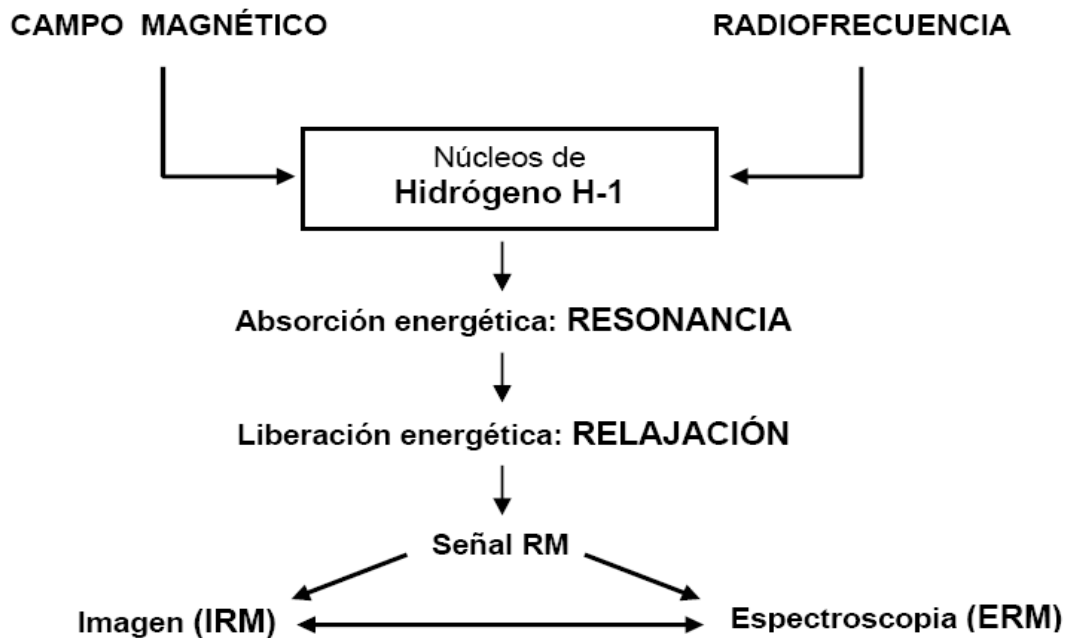 CAMPO MAGNÉTICO
RADIOFRECUENCIA
Núcleos de
Hidrógeno H-1
Absorción energética: RESONANCIA
Liberación energética: RELAJACIÓN
Señal RM
Imagen (IRM)
Espectroscopia (ERM)